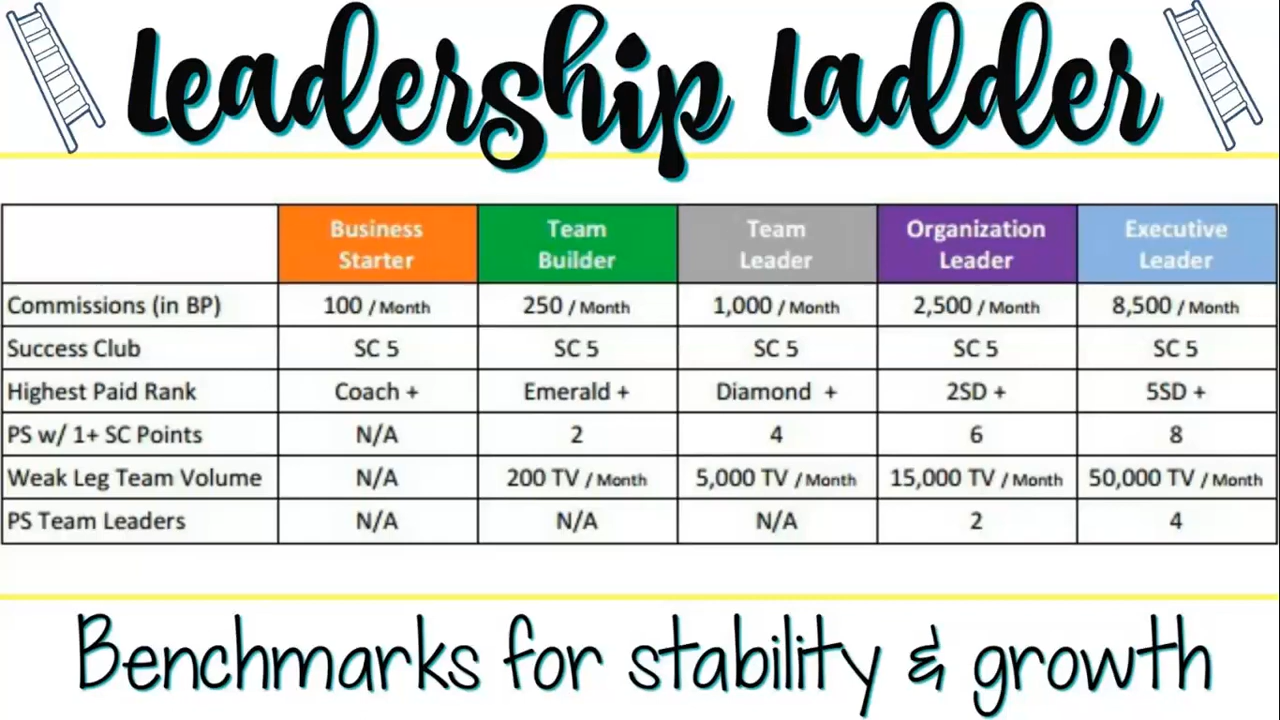 Leadership Ladder
Business Starter Team Builder Team Leader Organization Leader Executive Leader
Commissions (in BP) 100 / Month 250 / Month 1,000 / Month 2,500 / Month 8,500 / Month
Success Club SC 5 SC 5 SC 5 SC 5 SC 5
Highest Paid Rank Coach + Emerald + Diamond + 2SD + 5SD +
PS w/ 1+ SC Points N/A 2 4 6 8
Weak Leg Team Volume N/A 200 TV / Month 5,000 TV / Month 15,000 TV / Month 50,000 TV / Month
PS Team Leaders N/A N/A N/A 2 4
Benchmarks for stability & growth